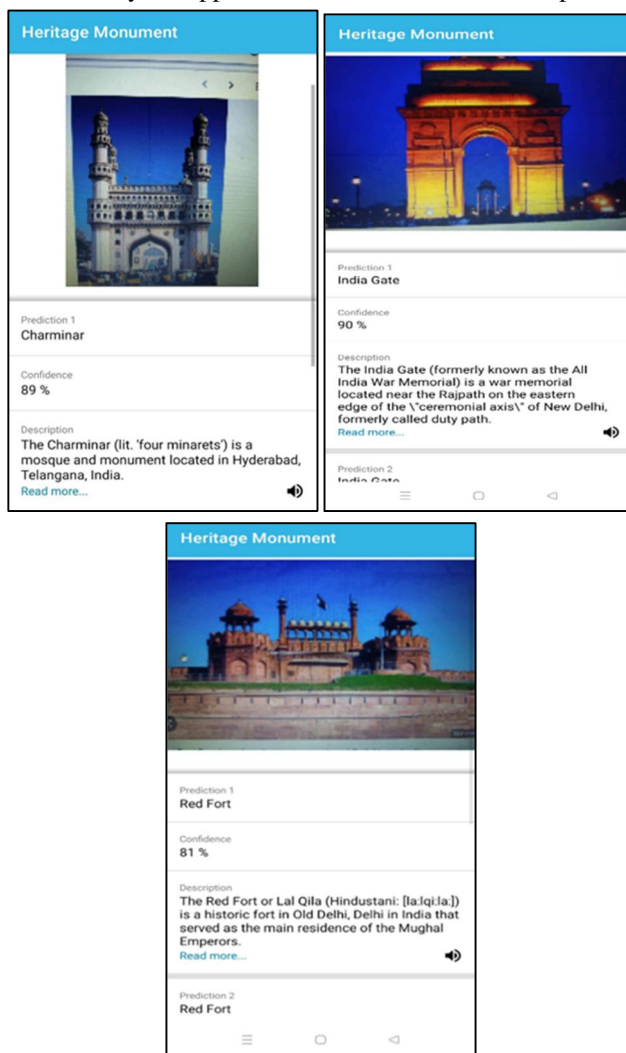 Heritage Monument
Prediction 1
Charminar
Confidence
89 %
Description
The Charminar (lit. 'four minarets') is a
mosque and monument located in Hyderabad,
Telangana, India.
Read more...
Heritage Monument
Prediction 1
India Gate
Confidence
90 %
Description
The India Gate (formerly known as the All
India War Memorial) is a war memorial
located near the Rajpath on the eastern
edge of the \"ceremonial axis\" of New Delhi,
formerly called duty path.
Read more...
Prediction 2
India Gate
Heritage Monument
Prediction 1
Red Fort
Confidence
81 %
Description
The Red Fort or Lal Qila (Hindustani: [la:lqi:la:])
is a historic fort in Old Delhi, Delhi in India that
served as the main residence of the Mughal
Emperors.
Read more...
Prediction 2
Red Fort